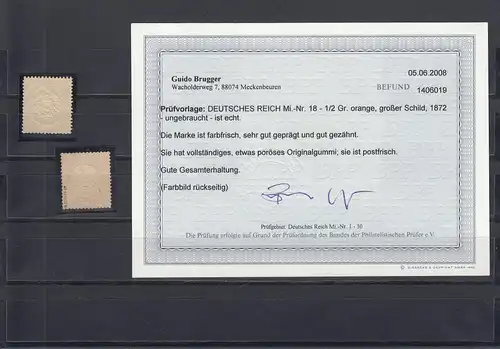 05.06.2008
Guido Brugger
Wacholderweg 7, 88074 Meckenbeuren
BEFUND 1406019
Prüfvorlage: DEUTSCHES REICH Mi.-Nr. 18 - 1/2 Gr. orange, großer Schild, 1872
- ungebraucht - ist echt.
Die Marke ist farbfrisch, sehr gut geprägt und gut gezähnt.
Sie hat vollständiges, etwas poröses Originalgummi; sie ist postfrisch.
Gute Gesamterhaltung.
(Farbbild rückseitig)
Prüfgebiet: Deutsches Reich Mi.-Nr. 1 - 30
Die Prüfung erfolgte auf Grund der Prüfordnung des Bundes der Philatelistischen Prüfer e.V.